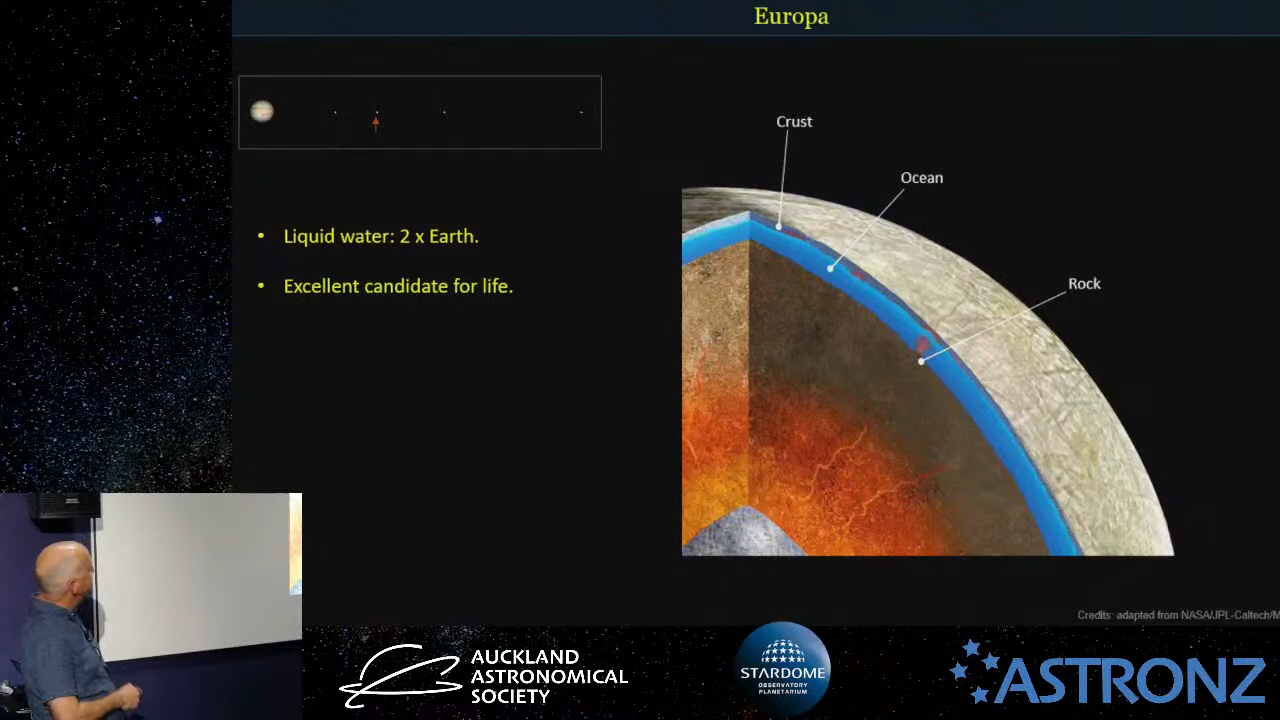 Europa
Crust
Ocean
Liquid water: 2 x Earth.
Rock
Excellent candidate for life.
Credits: adapted from NASA/JPL-Caltech/M
AUCKLAND
ASTRONOMICAL
SOCIETY
STARDOME
OBSERVATORY
PLANETARIUM
ASTRONZ